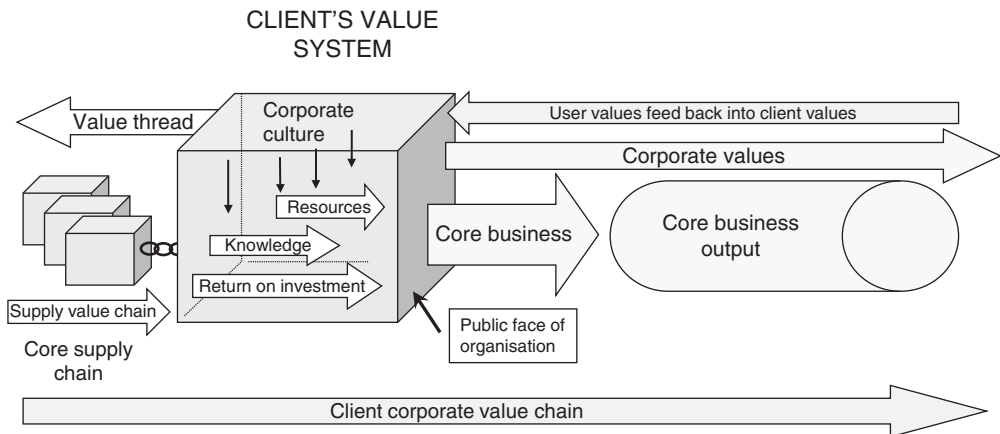 CLIENT'S VALUE
SYSTEM
Value thread
Corporate
culture
User values feed back into client values
Corporate values
Resources
Knowledge
Return on investment
Core business
Core business
output
Supply value chain
Public face of
organisation
Core supply
chain
Client corporate value chain